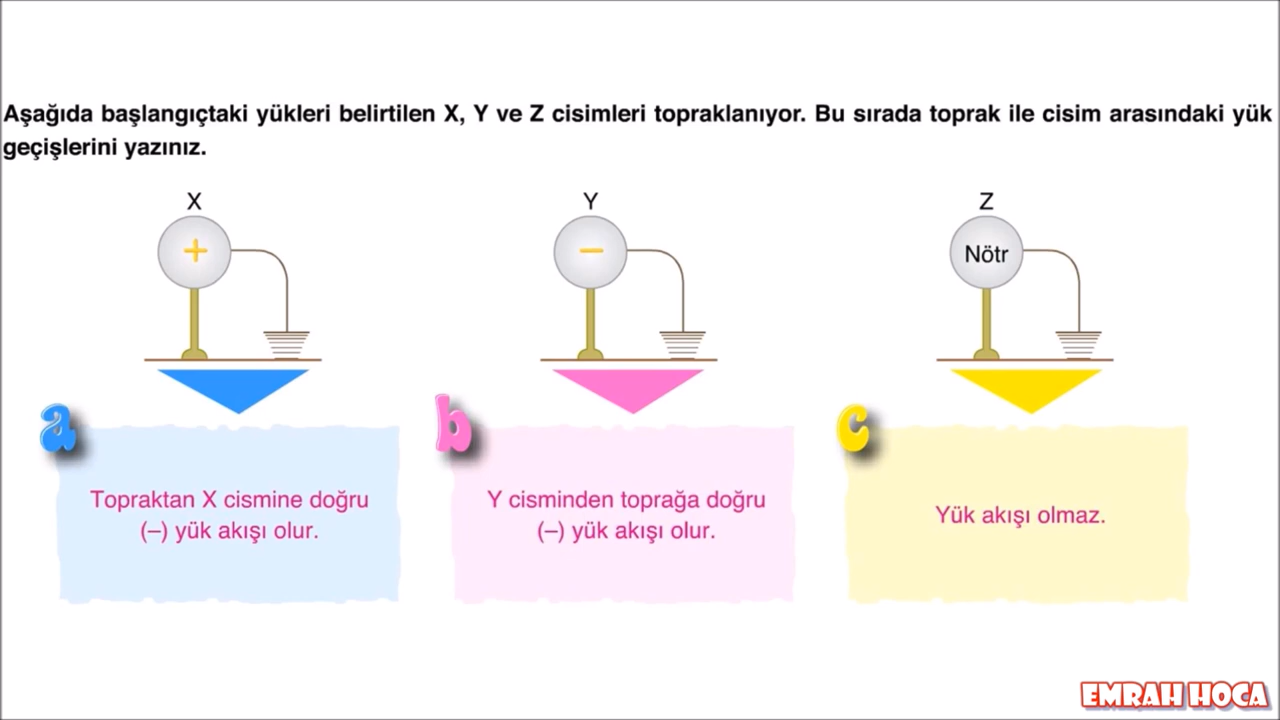 Aşağıda başlangıçtaki yükleri belirtilen X, Y ve Z cisimleri topraklanıyor. Bu sırada toprak ile cisim arasındaki yük
geçişlerini yazınız.
X
Y
Z
+
−
Nötr
a
b
c
Topraktan X cismine doğru
(–) yük akışı olur.
Y cisminden toprağa doğru
(–) yük akışı olur.
Yük akışı olmaz.
EMRAH HOCA